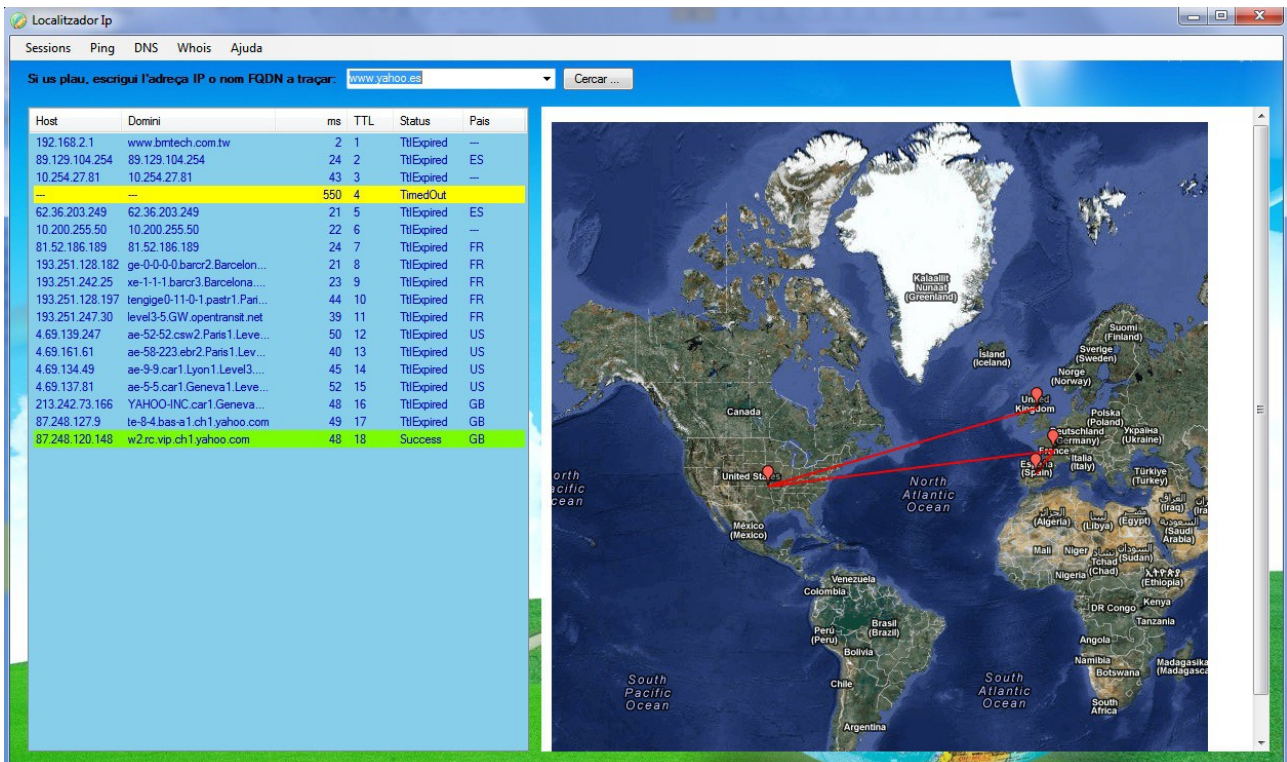 Localitzador Ip
Sessions Ping DNS Whois Ajuda
Si us plau, escrigui l'adreça IP o nom FQDN a traçar: www.yahoo.es Cercar ...
Host Domini ms TTL Status Pais
192.168.2.1 www.bmtech.com.tw 2 1 TtlExpired ---
89.129.104.254 89.129.104.254 24 2 TtlExpired ES
10.254.27.81 10.254.27.81 43 3 TtlExpired ---
--- --- 550 4 TimedOut
62.36.203.249 62.36.203.249 21 5 TtlExpired ES
10.200.255.50 10.200.255.50 22 6 TtlExpired ---
81.52.186.189 81.52.186.189 24 7 TtlExpired FR
193.251.128.182 ge-0-0-0-0.barcr2.Barcelon... 21 8 TtlExpired FR
193.251.242.25 xe-1-1-1.barcr3.Barcelona.... 23 9 TtlExpired FR
193.251.128.197 tengige0-11-0-1.pastr1.Pari... 44 10 TtlExpired FR
193.251.247.30 level3-5.GW.opentransit.net 39 11 TtlExpired FR
4.69.139.247 ae-52-52.csw2.Paris1.Leve... 50 12 TtlExpired US
4.69.161.61 ae-58-223.ebr2.Paris1.Lev... 40 13 TtlExpired US
4.69.134.49 ae-9-9.car1.Lyon1.Level3.... 45 14 TtlExpired US
4.69.137.81 ae-5-5.car1.Geneva1.Leve... 52 15 TtlExpired US
213.242.73.166 YAHOO-INC.car1.Geneva... 48 16 TtlExpired GB
87.248.127.9 te-8-4.bas-a1.ch1.yahoo.com 49 17 TtlExpired GB
87.248.120.148 w2.rc.vip.ch1.yahoo.com 48 18 Success GB
Kalaallit
Nunaat
(Greenland)
Ísland
(Iceland)
Suomi
(Finland)
Sverige
(Sweden)
Norge
(Norway)
United
Kingdom
Polska
(Poland)
Deutschland
(Germany)
Україна
(Ukraine)
France
Italia
(Italy)
España
(Spain)
Türkiye
(Turkey)
Canada
United States
North
Atlantic
Ocean
México
(Mexico)
(Algeria)
(Libya)
(Egypt)
العراق
(Iraq)
السعودية
(Saudi
Arabia)
Mali
Niger
Tchad
(Chad)
السودان
(Sudan)
Nigeria
(Ethiopia)
Venezuela
Colombia
DR Congo
Kenya
Tanzania
Perú
(Peru)
Brasil
(Brazil)
Bolivia
Angola
Namibia
Botswana
Chile
South
Pacific
Ocean
South
Atlantic
Ocean
South
Africa
Argentina